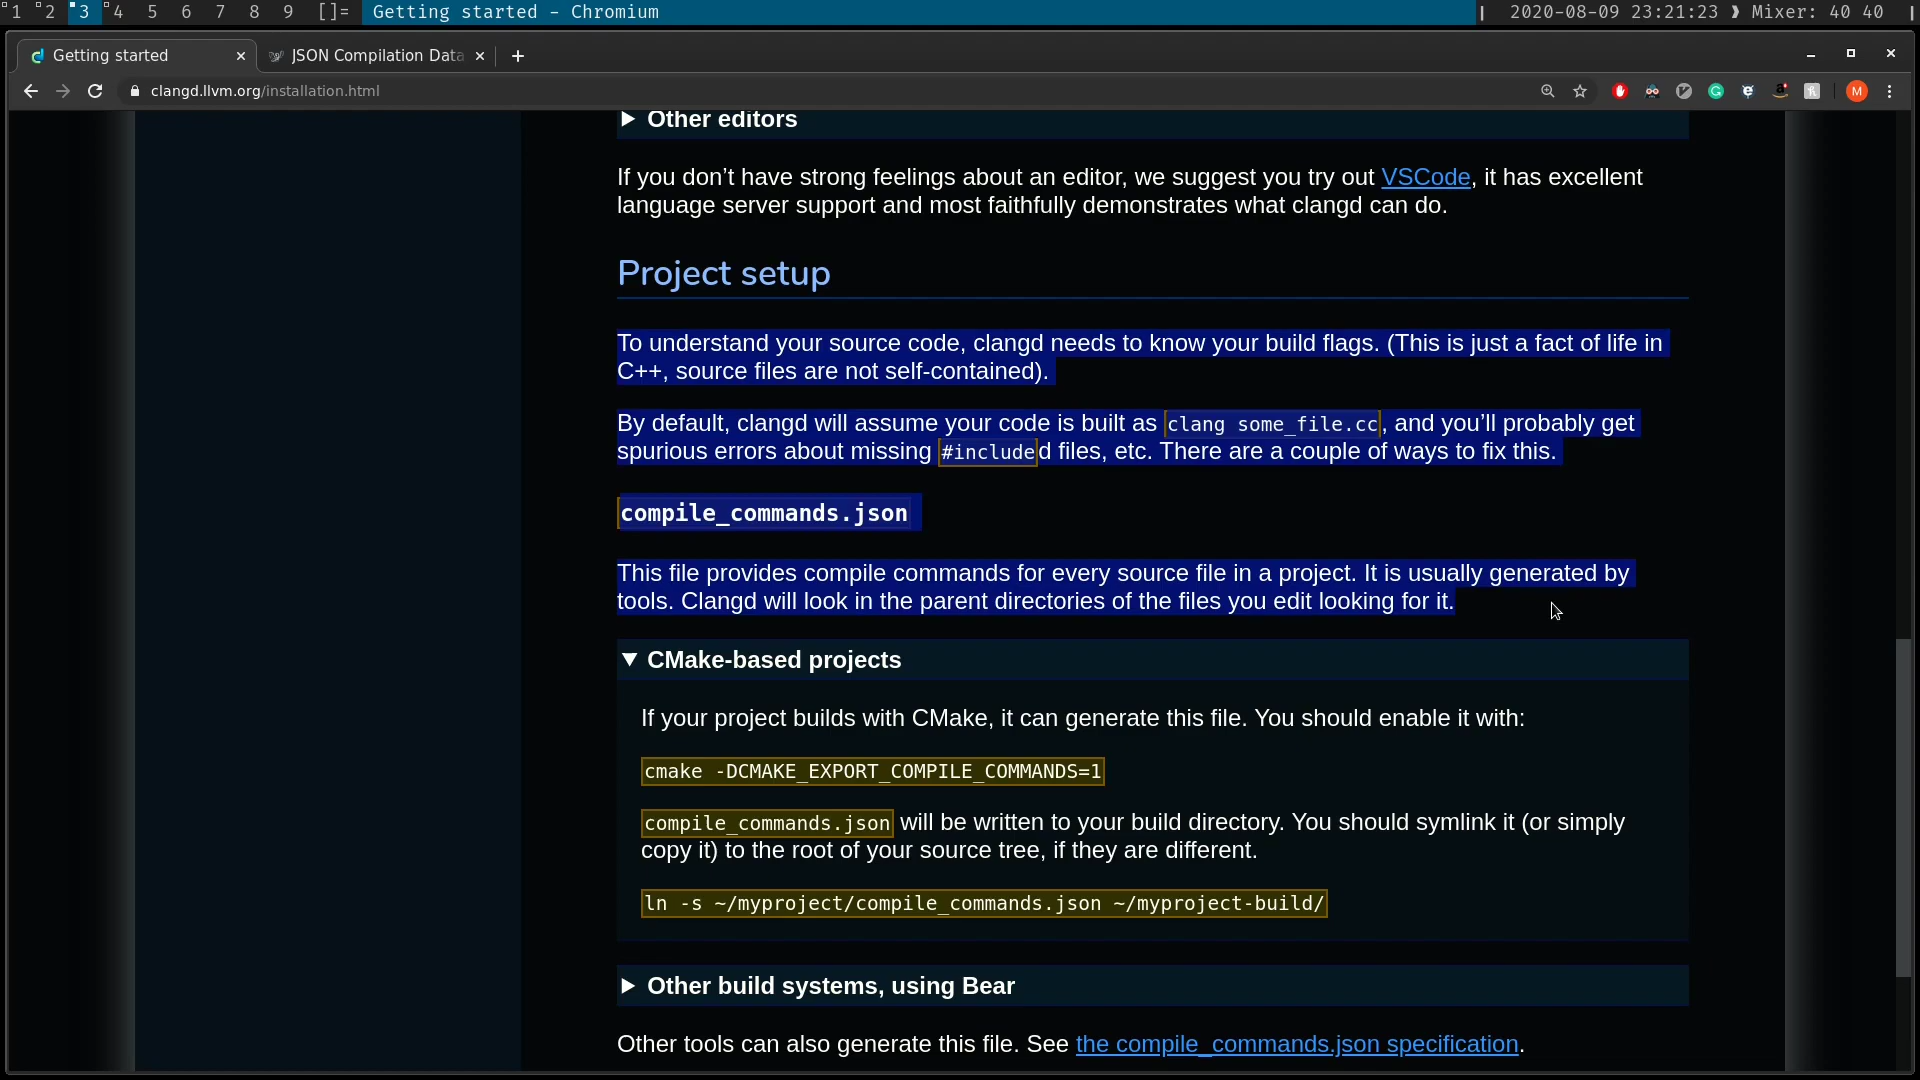 1 2 3 4 5 6 7 8 9 []= Getting started - Chromium 2020-08-09 23:21:23 Mixer: 40 40
Getting started JSON Compilation Data
clangd.llvm.org/installation.html M
Other editors
If you don’t have strong feelings about an editor, we suggest you try out VSCode, it has excellent
language server support and most faithfully demonstrates what clangd can do.
Project setup
To understand your source code, clangd needs to know your build flags. (This is just a fact of life in
C++, source files are not self-contained).
By default, clangd will assume your code is built as clang some_file.cc, and you’ll probably get
spurious errors about missing #included files, etc. There are a couple of ways to fix this.
compile_commands.json
This file provides compile commands for every source file in a project. It is usually generated by
tools. Clangd will look in the parent directories of the files you edit looking for it.
CMake-based projects
If your project builds with CMake, it can generate this file. You should enable it with:
cmake -DCMAKE_EXPORT_COMPILE_COMMANDS=1
compile_commands.json will be written to your build directory. You should symlink it (or simply
copy it) to the root of your source tree, if they are different.
ln -s ~/myproject/compile_commands.json ~/myproject-build/
Other build systems, using Bear
Other tools can also generate this file. See the compile_commands.json specification.